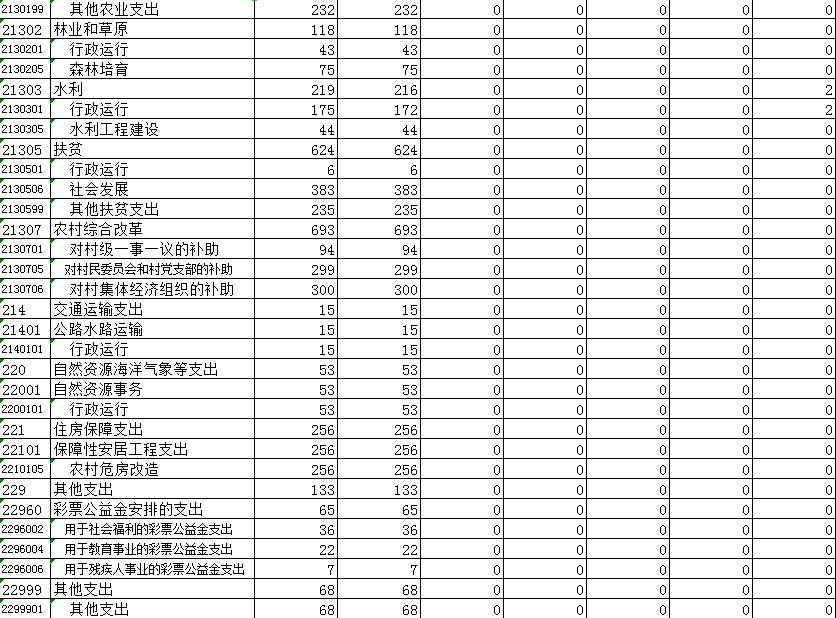 2130199 其他农业支出 232 232 0 0 0 0 0
21302 林业和草原 118 118 0 0 0 0 0
2130201 行政运行 43 43 0 0 0 0 0
2130205 森林培育 75 75 0 0 0 0 0
21303 水利 219 216 0 0 0 0 2
2130301 行政运行 175 172 0 0 0 0 2
2130305 水利工程建设 44 44 0 0 0 0 0
21305 扶贫 624 624 0 0 0 0 0
2130501 行政运行 6 6 0 0 0 0 0
2130506 社会发展 383 383 0 0 0 0 0
2130599 其他扶贫支出 235 235 0 0 0 0 0
21307 农村综合改革 693 693 0 0 0 0 0
2130701 对村级一事一议的补助 94 94 0 0 0 0 0
2130705 对村民委员会和村党支部的补助 299 299 0 0 0 0 0
2130706 对村集体经济组织的补助 300 300 0 0 0 0 0
214 交通运输支出 15 15 0 0 0 0 0
21401 公路水路运输 15 15 0 0 0 0 0
2140101 行政运行 15 15 0 0 0 0 0
220 自然资源海洋气象等支出 53 53 0 0 0 0 0
22001 自然资源事务 53 53 0 0 0 0 0
2200101 行政运行 53 53 0 0 0 0 0
221 住房保障支出 256 256 0 0 0 0 0
22101 保障性安居工程支出 256 256 0 0 0 0 0
2210105 农村危房改造 256 256 0 0 0 0 0
229 其他支出 133 133 0 0 0 0 0
22960 彩票公益金安排的支出 65 65 0 0 0 0 0
2296002 用于社会福利的彩票公益金支出 36 36 0 0 0 0 0
2296004 用于教育事业的彩票公益金支出 22 22 0 0 0 0 0
2296006 用于残疾人事业的彩票公益金支出 7 7 0 0 0 0 0
22999 其他支出 68 68 0 0 0 0 0
2299901 其他支出 68 68 0 0 0 0 0